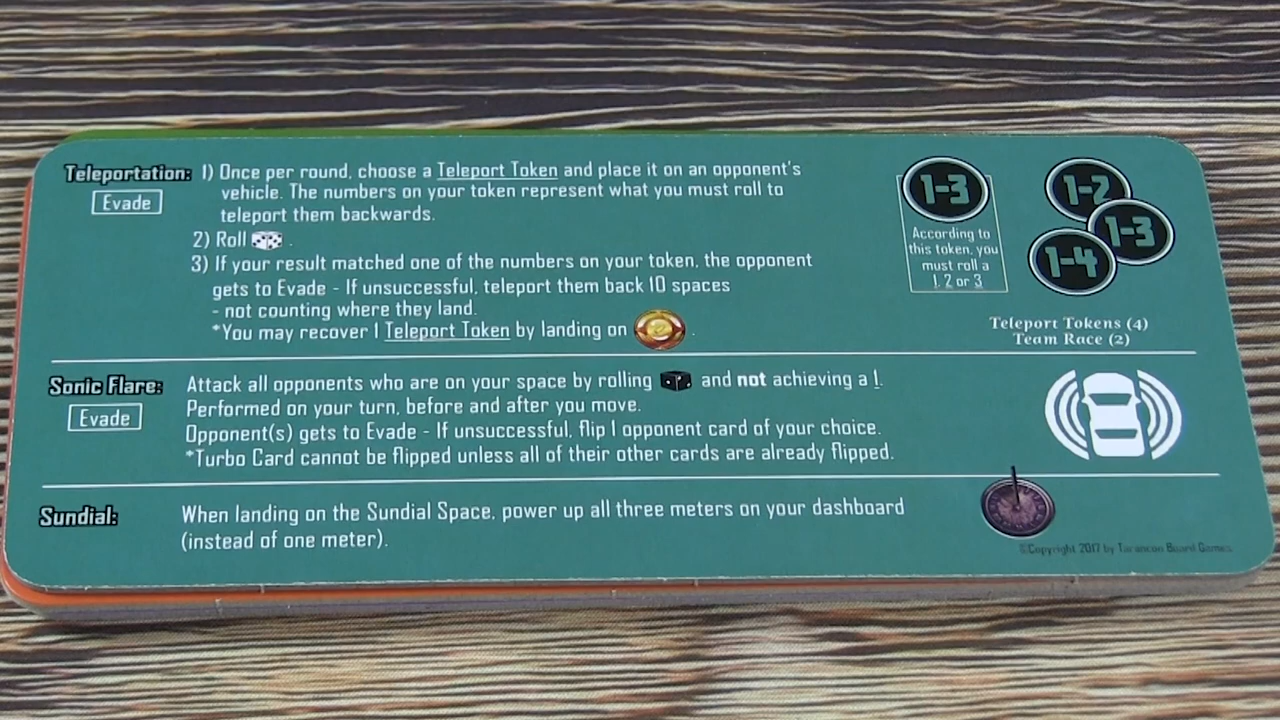 Teleportation: 1) Once per round, choose a Teleport Token and place it on an opponent's
Evade
vehicle. The numbers on your token represent what you must roll to
teleport them backwards.
2) Roll .
3) If your result matched one of the numbers on your token, the opponent
gets to Evade - If unsuccessful, teleport them back 10 spaces
- not counting where they land.
*You may recover 1 Teleport Token by landing on .
1-3
According to
this token, you
must roll a
1, 2 or 3
1-2
1-3
1-4
Teleport Tokens (4)
Team Race (2)
Sonic Flare: Attack all opponents who are on your space by rolling and not achieving a 1.
Evade
Performed on your turn, before and after you move.
Opponent(s) gets to Evade - If unsuccessful, flip 1 opponent card of your choice.
*Turbo Card cannot be flipped unless all of their other cards are already flipped.
Sundial: When landing on the Sundial Space, power up all three meters on your dashboard
(instead of one meter).
©Copyright 2017 by Tarancon Board Games